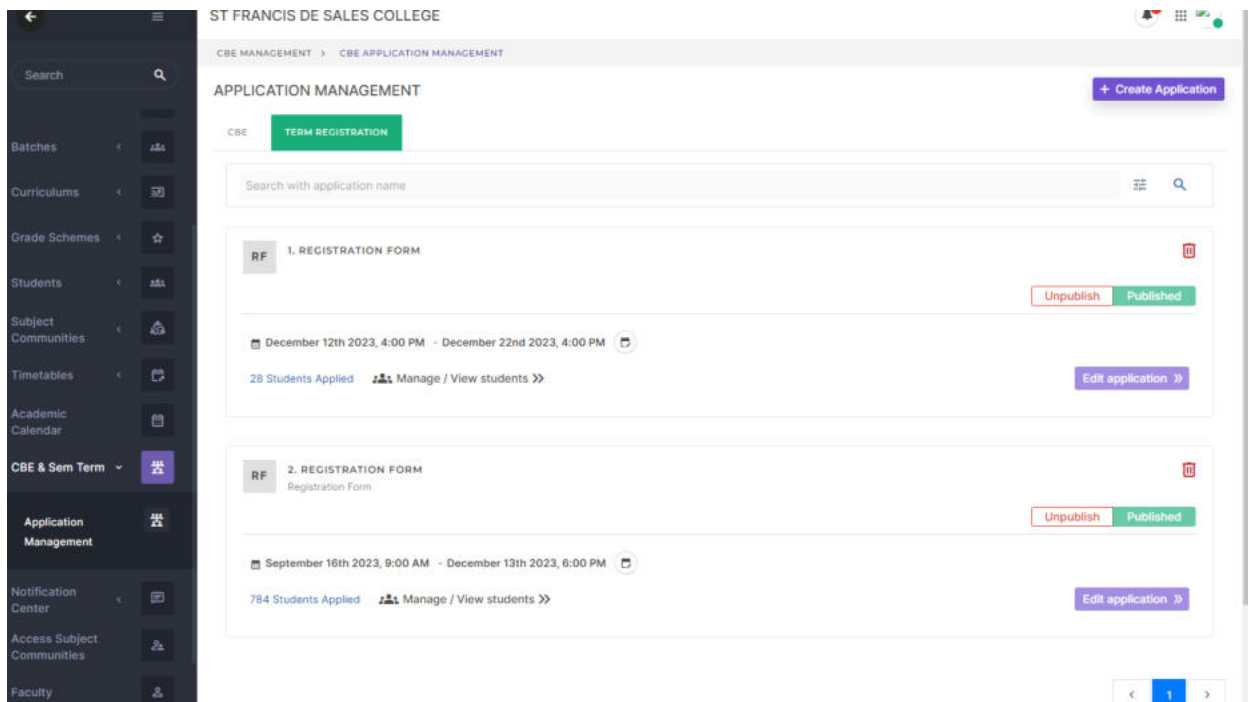 ST FRANCIS DE SALES COLLEGE
CBE MANAGEMENT > CBE APPLICATION MANAGEMENT
Search
APPLICATION MANAGEMENT
+ Create Application
CBE
TERM REGISTRATION
Batches
Curriculums
Grade Schemes
Students
Subject
Communities
Timetables
Academic
Calendar
CBE & Sem Term
Application
Management
Notification
Center
Access Subject
Communities
Faculty
Search with application name
RF
1. REGISTRATION FORM
Unpublish
Published
December 12th 2023, 4:00 PM - December 22nd 2023, 4:00 PM
28 Students Applied
Manage / View students >>
Edit application >>
RF
2. REGISTRATION FORM
Registration Form
Unpublish
Published
September 16th 2023, 9:00 AM - December 13th 2023, 6:00 PM
784 Students Applied
Manage / View students >>
Edit application >>
< 1 >